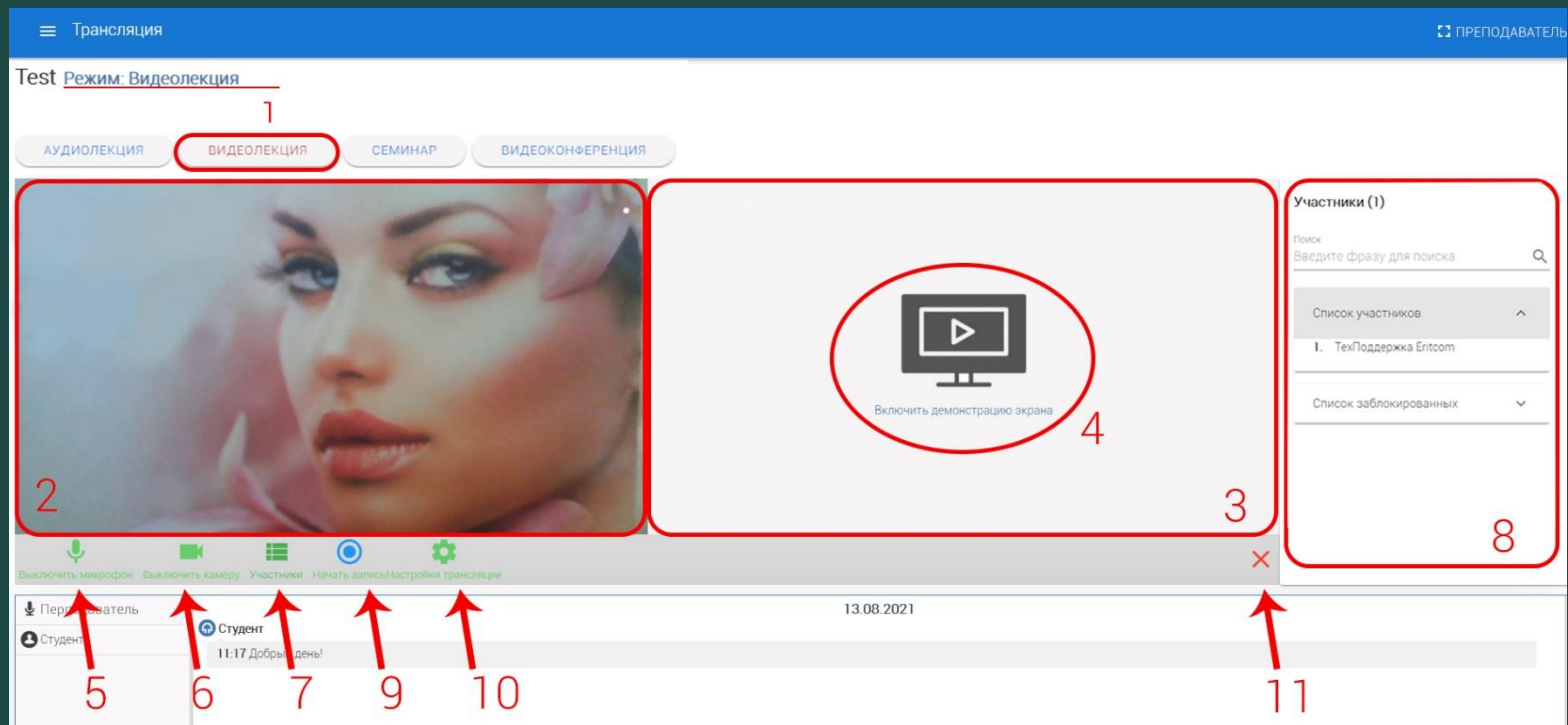 Трансляция
ПРЕПОДАВАТЕЛЬ
Test Режим: Видеолекция
1
АУДИОЛЕКЦИЯ ВИДЕОЛЕКЦИЯ СЕМИНАР ВИДЕОКОНФЕРЕНЦИЯ
Участники (1)
Поиск
Введите фразу для поиска
Список участников
1. ТехПоддержка Eritcom
Список заблокированных
Включить демонстрацию экрана
4
2
3
8
Выключить микрофон Выключить камеру Участники Начать запись Настройки трансляции
13.08.2021
Студент
Студент
11:17 Добрый день!
5 6 7 9 10 11